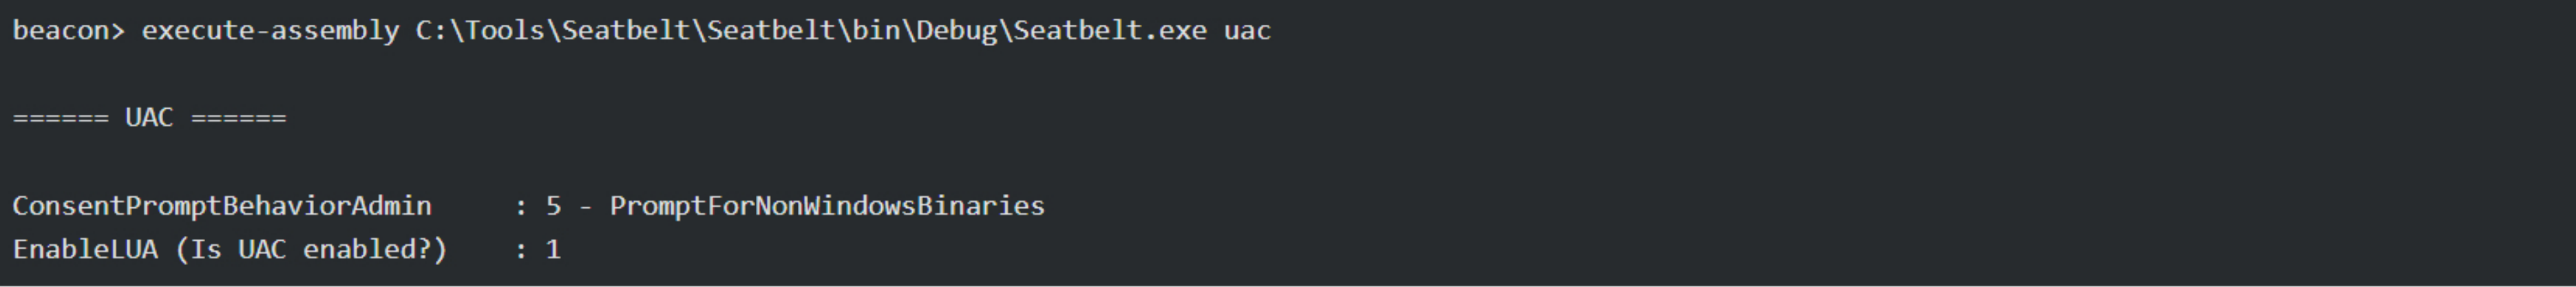 beacon> execute-assembly C:\Tools\Seatbelt\Seatbelt\bin\Debug\Seatbelt.exe uac
====== UAC ======
ConsentPromptBehaviorAdmin     : 5 - PromptForNonWindowsBinaries
EnableLUA (Is UAC enabled?)    : 1